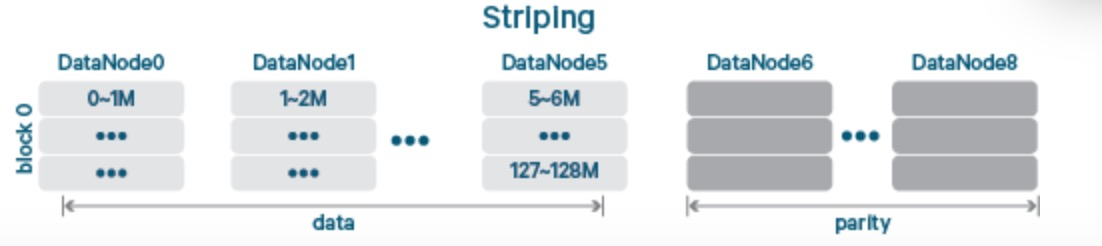 Striping
DataNode0 DataNode1 DataNode5 DataNode6 DataNode8
block 0
0~1M 1~2M 5~6M
••• ••• ••• ••• •••
••• ••• 127~128M
data parity